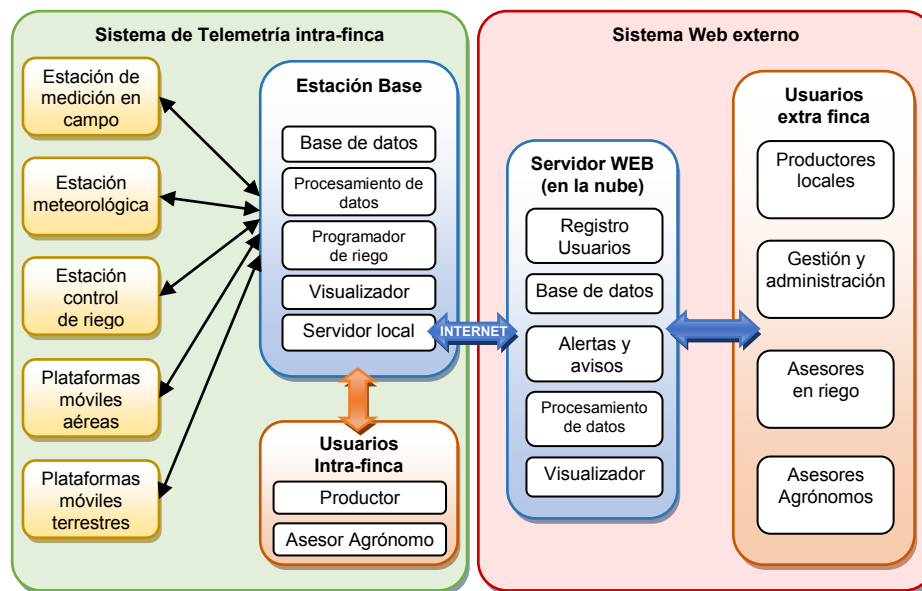 Sistema de Telemetría intra-finca
Estación de
medición en
campo
Estación
meteorológica
Estación
control
de riego
Plataformas
móviles
aéreas
Plataformas
móviles
terrestres
Estación Base
Base de datos
Procesamiento de
datos
Programador
de riego
Visualizador
Servidor local
INTERNET
Usuarios
Intra-finca
Productor
Asesor Agrónomo
Sistema Web externo
Servidor WEB
(en la nube)
Registro
Usuarios
Base de datos
Alertas y
avisos
Procesamiento
de datos
Visualizador
Usuarios
extra finca
Productores
locales
Gestión y
administración
Asesores
en riego
Asesores
Agrónomos